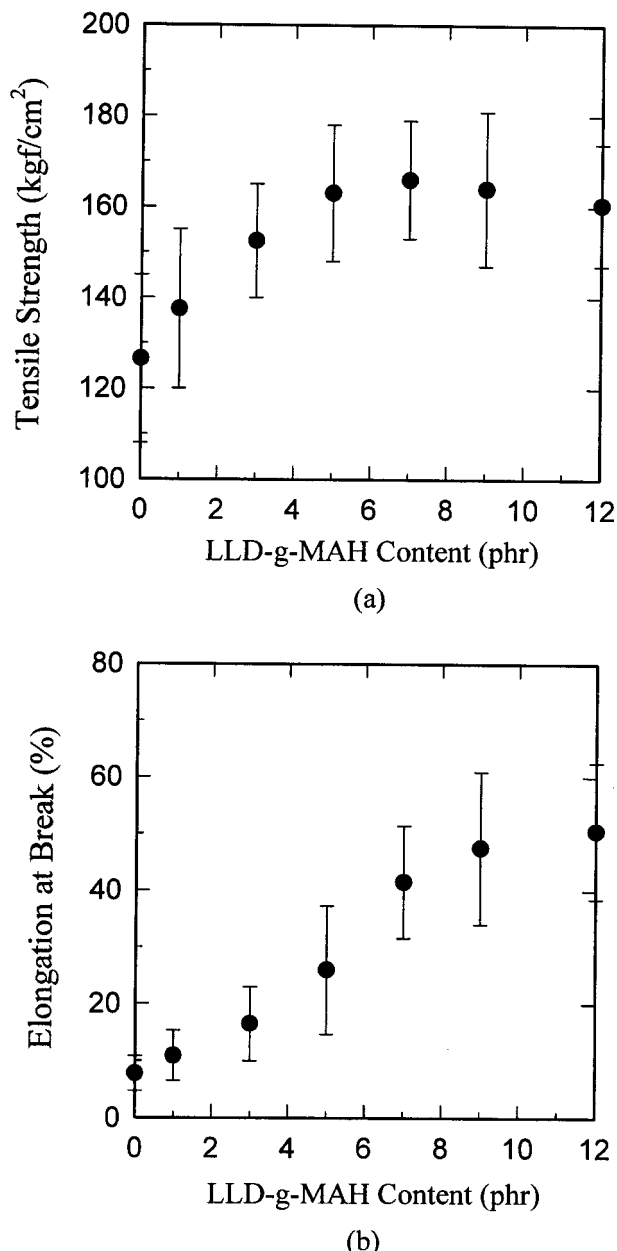 200
180
160
140
120
100
Tensile Strength (kgf/cm²)
0 2 4 6 8 10 12
LLD-g-MAH Content (phr)
(a)
80
60
40
20
0
Elongation at Break (%)
0 2 4 6 8 10 12
LLD-g-MAH Content (phr)
(b)